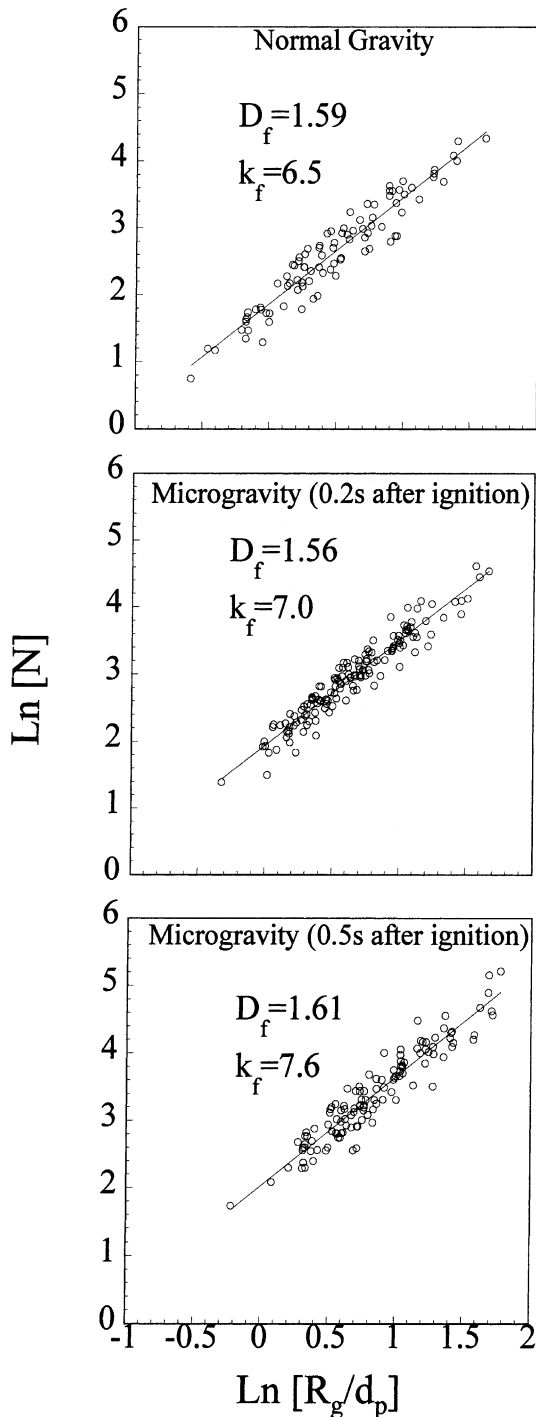 6
Normal Gravity
5
D_f=1.59
4
k_f=6.5
3
2
1
0
6
Microgravity (0.2s after ignition)
5
D_f=1.56
4
k_f=7.0
3
2
1
0
Ln [N]
6
Microgravity (0.5s after ignition)
5
D_f=1.61
4
k_f=7.6
3
2
1
0
-1 -0.5 0 0.5 1 1.5 2
Ln [R_g/d_p]